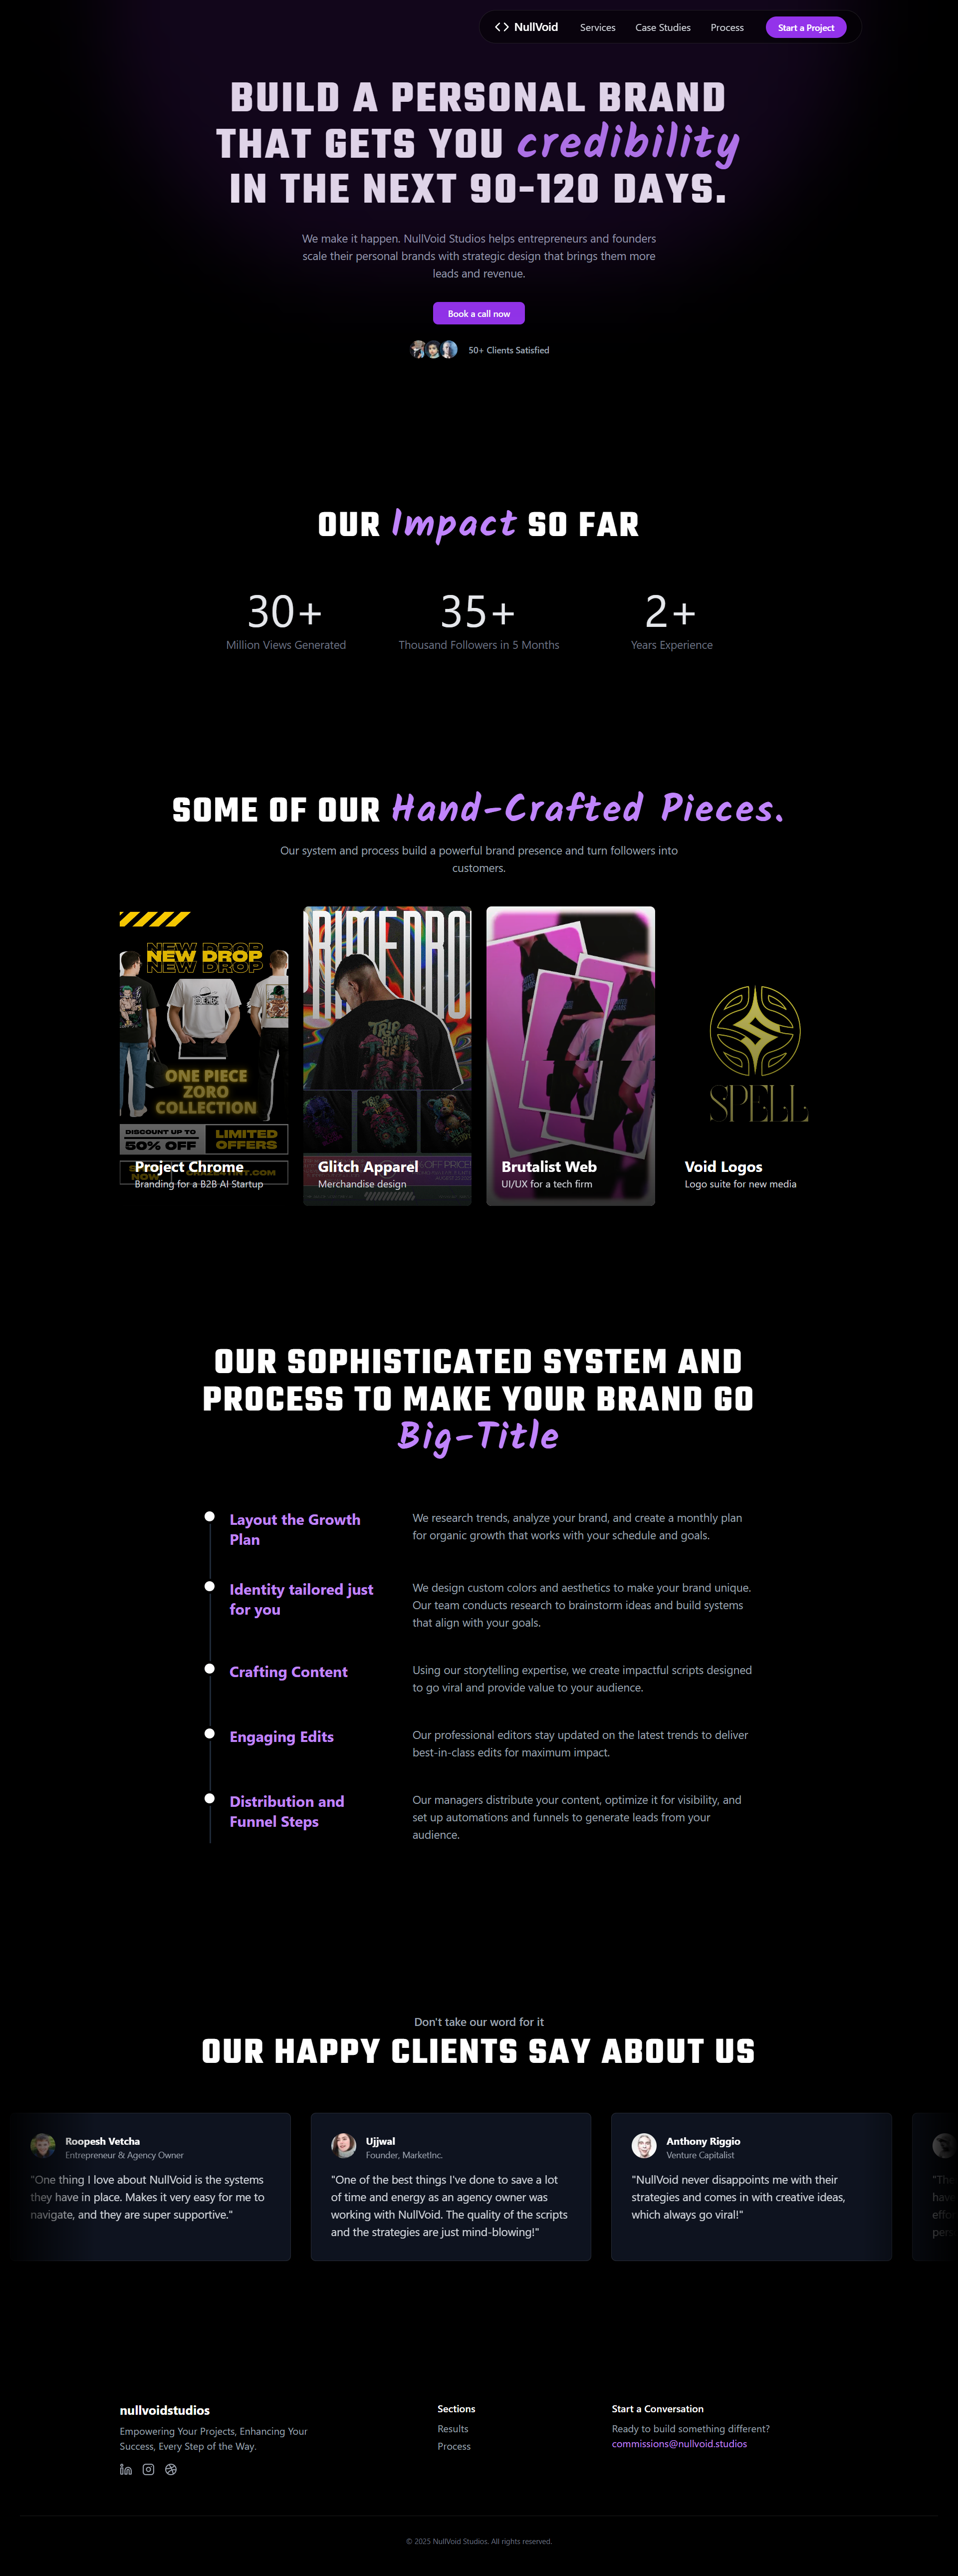 NullVoid
Services
Case Studies
Process
Start a Project
BUILD A PERSONAL BRAND
THAT GETS YOU credibility
IN THE NEXT 90-120 DAYS.
We make it happen. NullVoid Studios helps entrepreneurs and founders
scale their personal brands with strategic design that brings them more
leads and revenue.
Book a call now
50+ Clients Satisfied
OUR Impact SO FAR
30+
Million Views Generated
35+
Thousand Followers in 5 Months
2+
Years Experience
SOME OF OUR Hand-Crafted Pieces.
Our system and process build a powerful brand presence and turn followers into
customers.
NEW DROP
NEW DROP
NEW DROP
ONE PIECE
ZORO
COLLECTION
DISCOUNT UP TO
50% OFF
LIMITED
OFFERS
Project Chrome
Branding for a B2B AI Startup
Glitch Apparel
Merchandise design
Brutalist Web
UI/UX for a tech firm
SPELL
Void Logos
Logo suite for new media
OUR SOPHISTICATED SYSTEM AND
PROCESS TO MAKE YOUR BRAND GO
Big-Title
Layout the Growth
Plan
We research trends, analyze your brand, and create a monthly plan
for organic growth that works with your schedule and goals.
Identity tailored just
for you
We design custom colors and aesthetics to make your brand unique.
Our team conducts research to brainstorm ideas and build systems
that align with your goals.
Crafting Content
Using our storytelling expertise, we create impactful scripts designed
to go viral and provide value to your audience.
Engaging Edits
Our professional editors stay updated on the latest trends to deliver
best-in-class edits for maximum impact.
Distribution and
Funnel Steps
Our managers distribute your content, optimize it for visibility, and
set up automations and funnels to generate leads from your
audience.
Don't take our word for it
OUR HAPPY CLIENTS SAY ABOUT US
Roopesh Vetcha
Entrepreneur & Agency Owner
"One thing I love about NullVoid is the systems
they have in place. Makes it very easy for me to
navigate, and they are super supportive."
Ujjwal
Founder, MarketInc.
"One of the best things I've done to save a lot
of time and energy as an agency owner was
working with NullVoid. The quality of the scripts
and the strategies are just mind-blowing!"
Anthony Riggio
Venture Capitalist
"NullVoid never disappoints me with their
strategies and comes in with creative ideas,
which always go viral!"
nullvoidstudios
Empowering Your Projects, Enhancing Your
Success, Every Step of the Way.
Sections
Results
Process
Start a Conversation
Ready to build something different?
commissions@nullvoid.studios
© 2025 NullVoid Studios. All rights reserved.